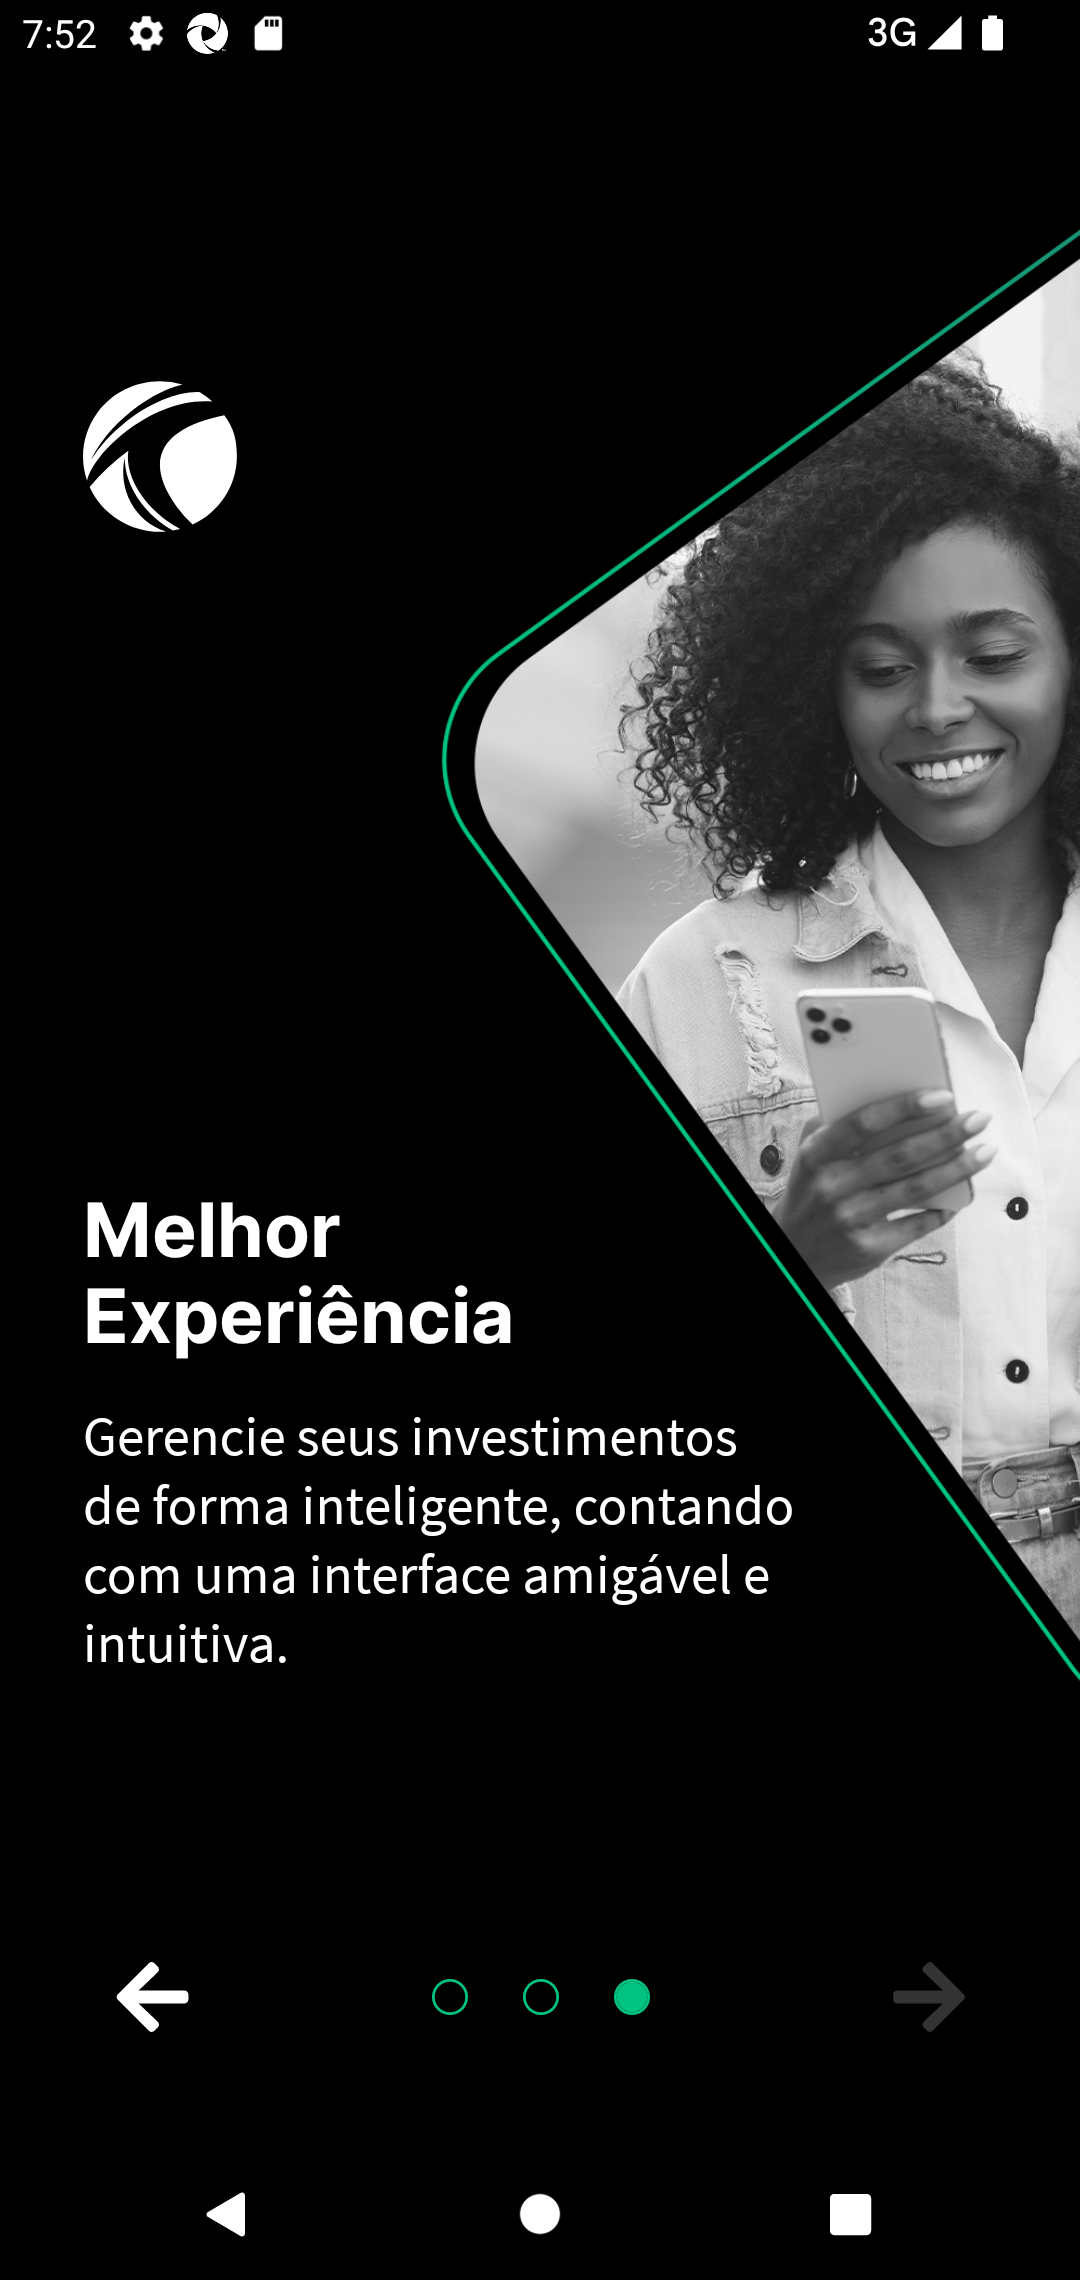 7:52
3G
Melhor
Experiência
Gerencie seus investimentos
de forma inteligente, contando
com uma interface amigável e
intuitiva.